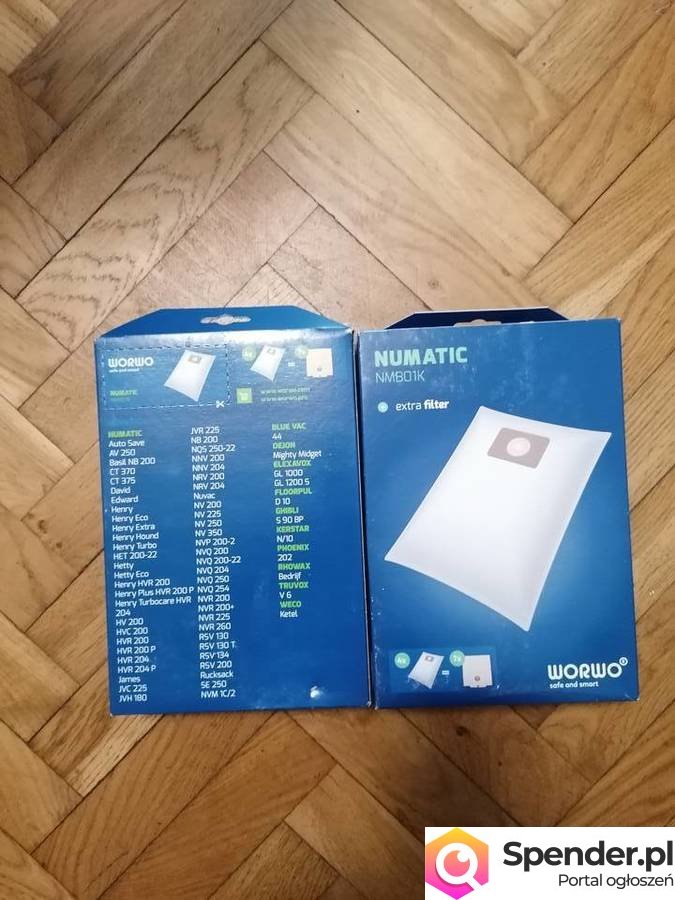 WORWO
safe and smart
NUMATIC
4x
=
www.worwo.com
NUMATIC
Auto Save
AV 250
Basil NB 200
CT 370
CT 375
David
Edward
Henry
Henry Eco
Henry Extra
Henry Hound
Henry Turbo
HET 200-22
Hetty
Hetty Eco
Henry HVR 200
Henry Plus HVR 200 P
Henry Turbocare HVR
204
HV 200
HVC 200
HVR 200
HVR 200 P
HVR 204
HVR 204 P
James
JVC 225
JVH 180
JVR 225
NB 200
NQS 250-22
NNV 200
NNV 204
NRV 200
NRV 204
Nuvac
NV 200
NV 225
NV 250
NV 350
NVP 200-2
NVQ 200
NVQ 200-22
NVQ 204
NVQ 250
NVQ 254
NVR 200
NVR 200+
NVR 225
NVR 260
RSV 130
RSV 130 T
RSV 134
RSV 200
Rucksack
SE 250
NVM 1C/2
BLUE VAC
44
DEJON
Mighty Midget
ELEXAVOX
GL 1000
GL 1200 S
FLOORPUL
D 10
GHIBLI
S 90 BP
KERSTAR
N/10
PHOENIX
202
RHOWAX
Bedrijf
TRUVOX
V 6
WECO
Ketel
NUMATIC
NMB01K
extra filter
4x
=
1x
WORWO®
safe and smart
Spender.pl
Portal ogłoszeń